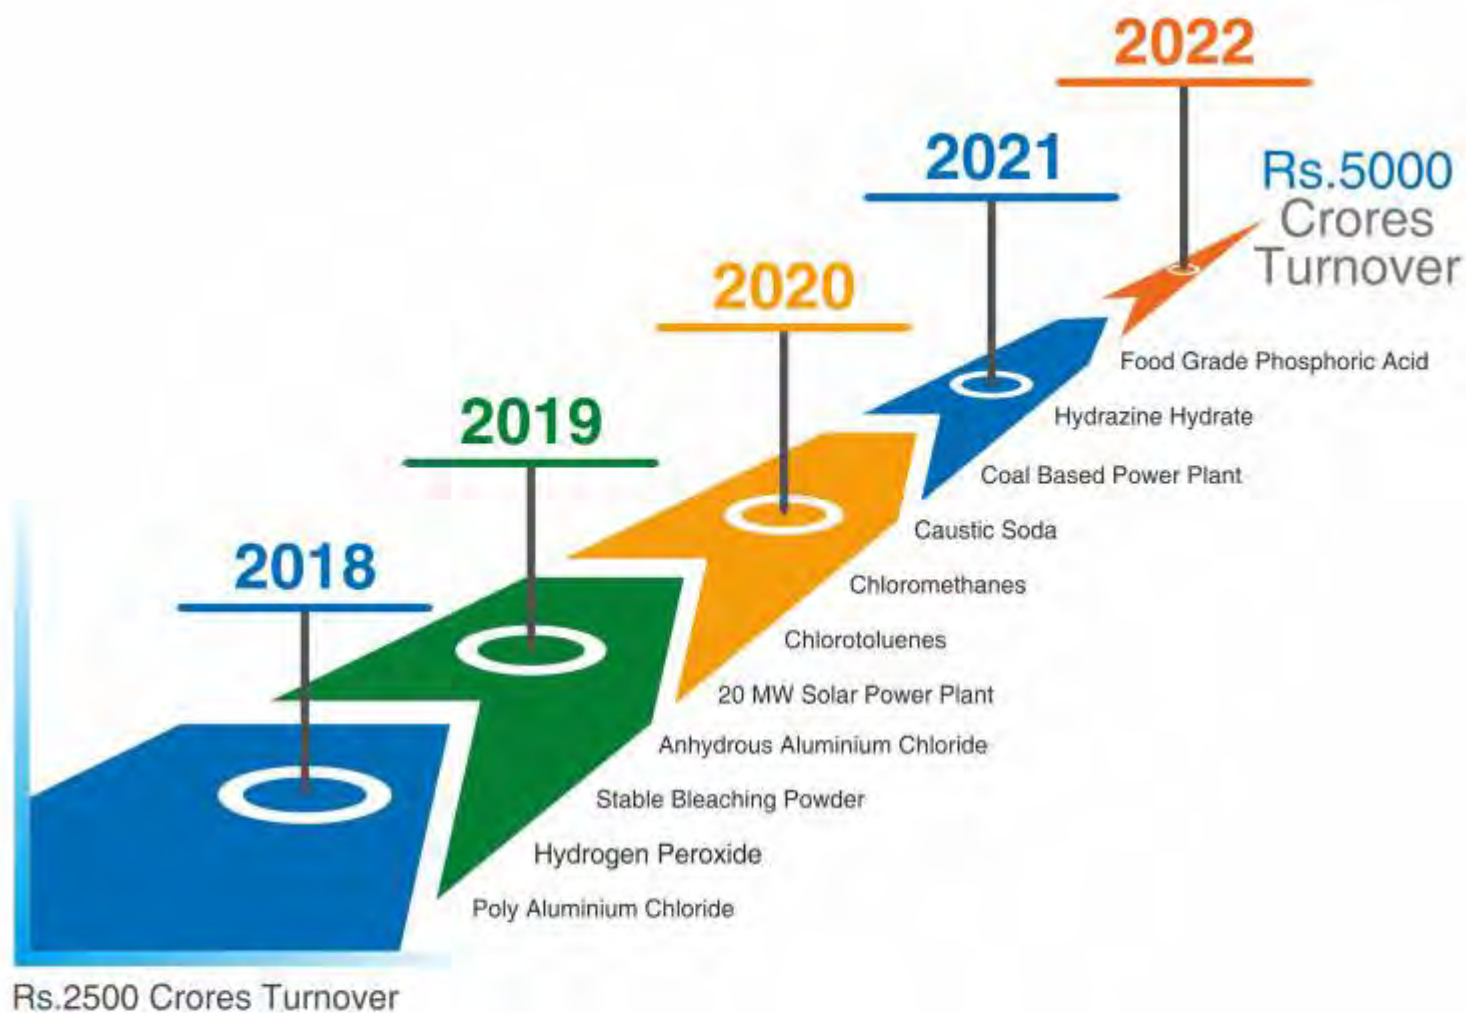 2022
2021
Rs.5000
Crores
Turnover
2020
Food Grade Phosphoric Acid
2019
Hydrazine Hydrate
Coal Based Power Plant
Caustic Soda
2018
Chloromethanes
Chlorotoluenes
20 MW Solar Power Plant
Anhydrous Aluminium Chloride
Stable Bleaching Powder
Hydrogen Peroxide
Poly Aluminium Chloride
Rs.2500 Crores Turnover